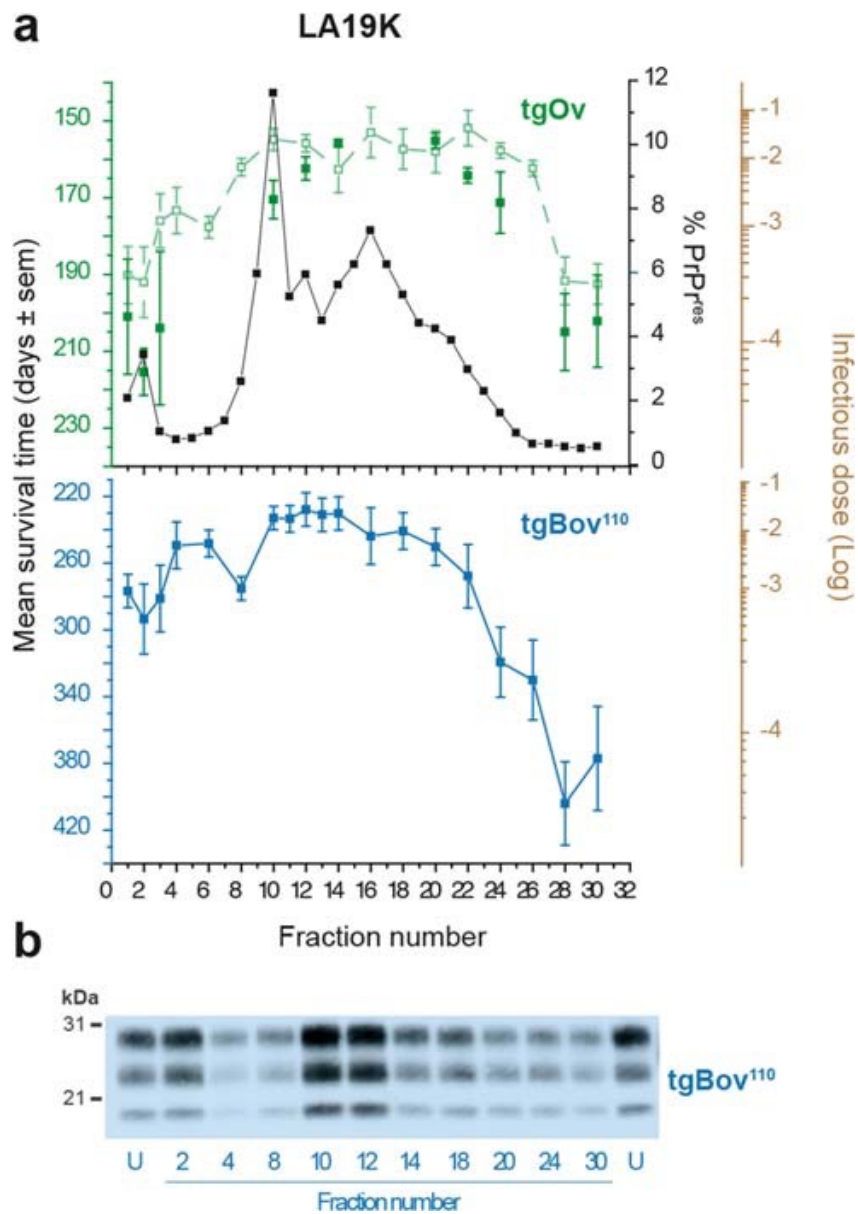 a
LA19K
tgOv
150
170
190
210
230
12
10
8
6
4
2
0
-1
-2
-3
-4
Mean survival time (days ± sem)
% PrPr^res
Infectious dose (Log)
tgBov¹¹⁰
220
260
300
340
380
420
-1
-2
-3
-4
0 2 4 6 8 10 12 14 16 18 20 22 24 26 28 30 32
Fraction number
b
kDa
31
21
tgBov¹¹⁰
U 2 4 8 10 12 14 18 20 24 30 U
Fraction number